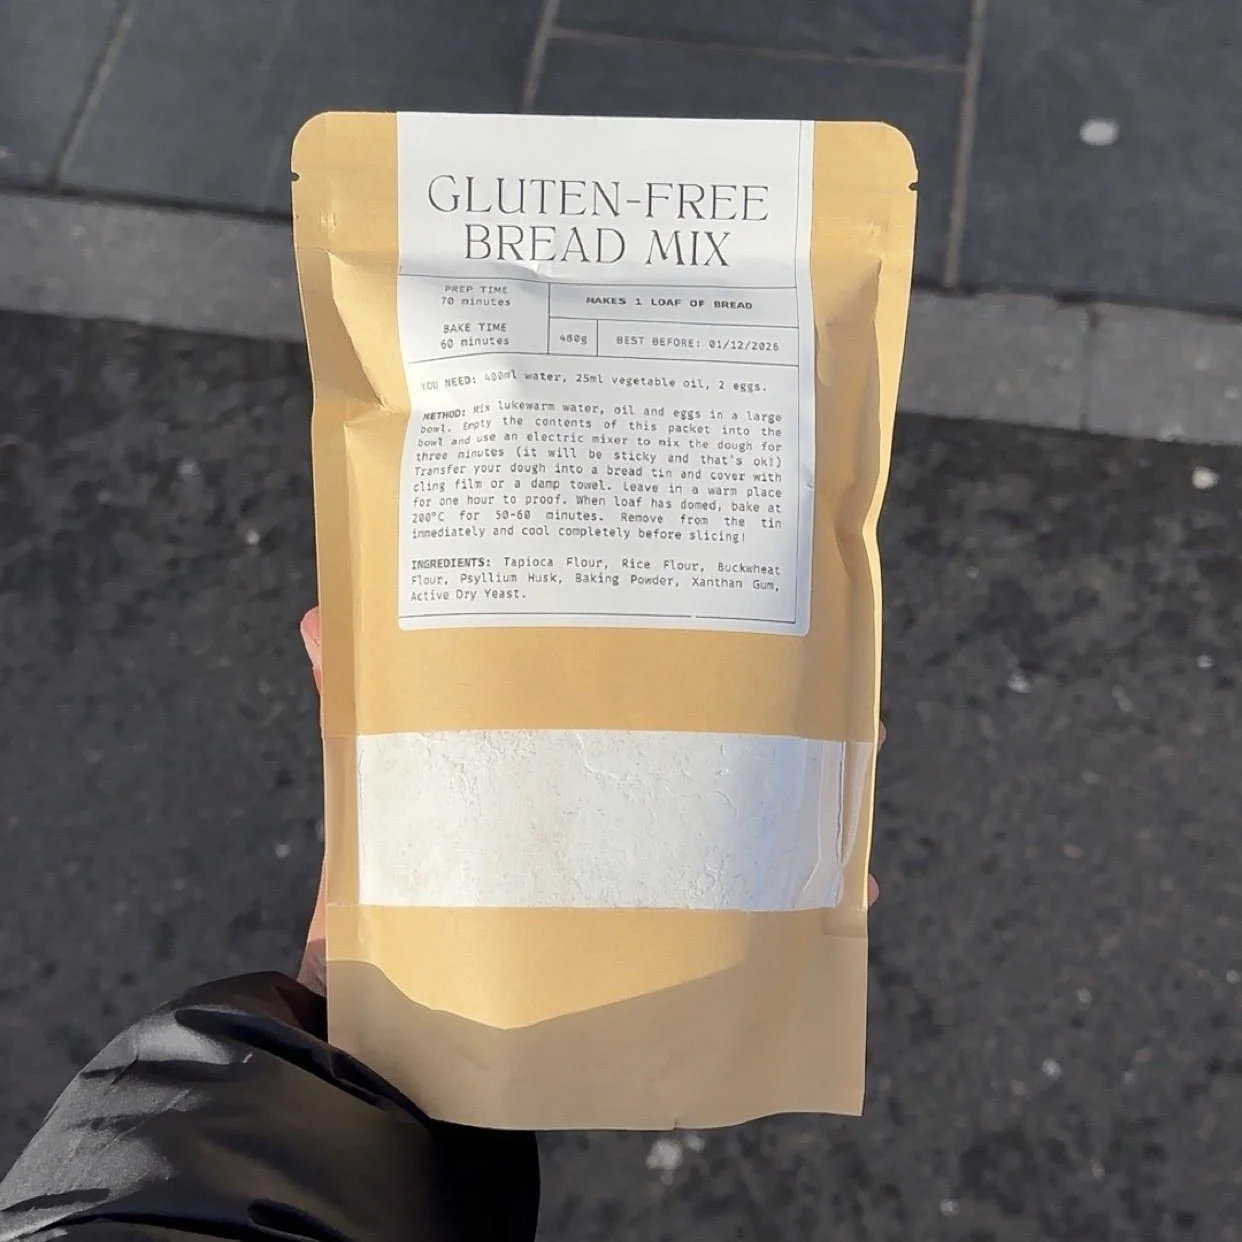 GLUTEN-FREE
BREAD MIX
PREP TIME
70 minutes
MAKES 1 LOAF OF BREAD
BAKE TIME
60 minutes
480g
BEST BEFORE: 01/12/2026
YOU NEED: 480ml water, 25ml vegetable oil, 2 eggs.
METHOD: Mix lukewarm water, oil and eggs in a large
bowl. Empty the contents of this packet into the
bowl and use an electric mixer to mix the dough for
three minutes (it will be sticky and that's ok!)
Transfer your dough into a bread tin and cover with
cling film or a damp towel. Leave in a warm place
for one hour to proof. When loaf has domed, bake at
200°C for 50-60 minutes. Remove from the tin
immediately and cool completely before slicing!
INGREDIENTS: Tapioca Flour, Rice Flour, Buckwheat
Flour, Psyllium Husk, Baking Powder, Xanthan Gum,
Active Dry Yeast.